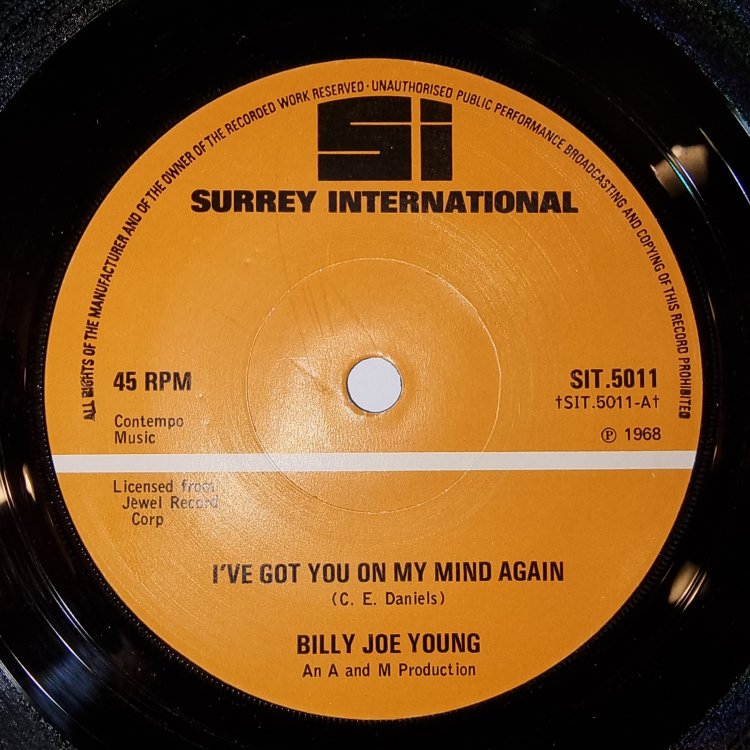 ALL RIGHTS OF THE MANUFACTURER AND OF THE OWNER OF THE RECORDED WORK RESERVED · UNAUTHORISED PUBLIC PERFORMANCE BROADCASTING AND COPYING OF THIS RECORD PROHIBITED
Si
SURREY INTERNATIONAL
45 RPM
SIT.5011
†SIT.5011-A†
Contempo
Music
℗ 1968
Licensed from
Jewel Record
Corp
I'VE GOT YOU ON MY MIND AGAIN
(C. E. Daniels)
BILLY JOE YOUNG
An A and M Production